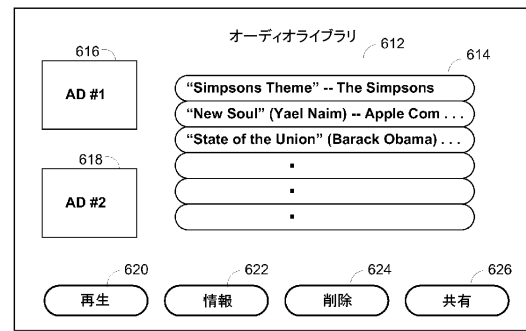 オーディオライブラリ
612
614
616
AD #1
“Simpsons Theme” -- The Simpsons
“New Soul” (Yael Naim) -- Apple Com . . .
“State of the Union” (Barack Obama) . . .
618
AD #2
620
622
624
626
再生
情報
削除
共有